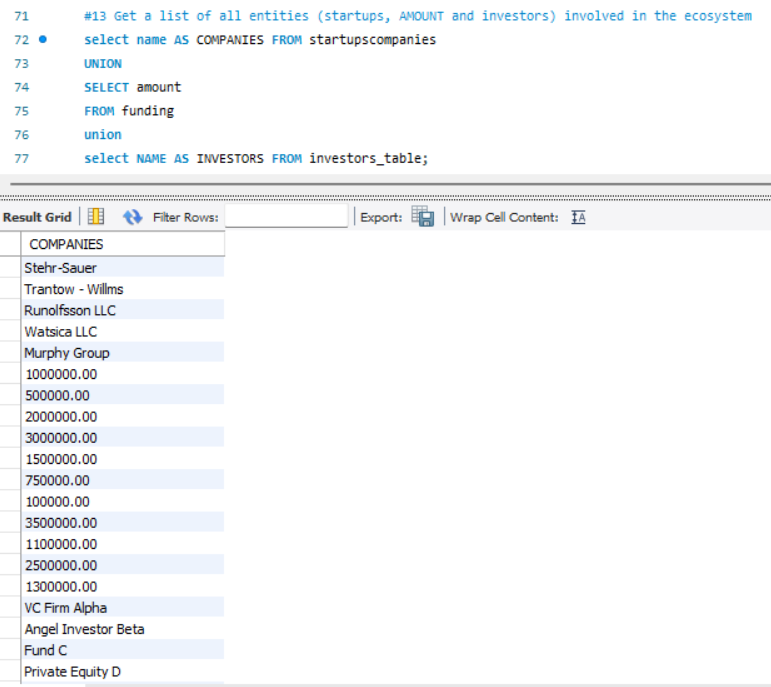 71 #13 Get a list of all entities (startups, AMOUNT and investors) involved in the ecosystem
72 select name AS COMPANIES FROM startupscompanies
73 UNION
74 SELECT amount
75 FROM funding
76 union
77 select NAME AS INVESTORS FROM investors_table;
Result Grid Filter Rows: Export: Wrap Cell Content: IA
COMPANIES
Stehr-Sauer
Trantow - Willms
Runolfsson LLC
Watsica LLC
Murphy Group
1000000.00
500000.00
2000000.00
3000000.00
1500000.00
750000.00
100000.00
3500000.00
1100000.00
2500000.00
1300000.00
VC Firm Alpha
Angel Investor Beta
Fund C
Private Equity D